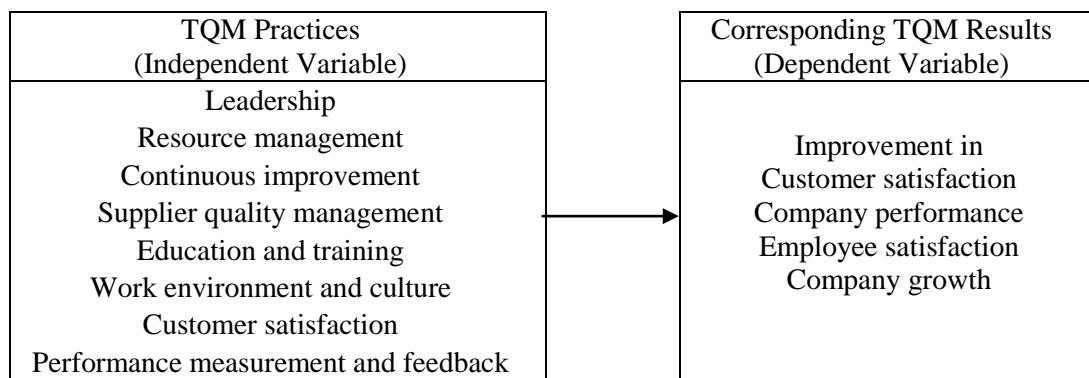 TQM Practices
(Independent Variable)
Leadership
Resource management
Continuous improvement
Supplier quality management
Education and training
Work environment and culture
Customer satisfaction
Performance measurement and feedback
Corresponding TQM Results
(Dependent Variable)
Improvement in
Customer satisfaction
Company performance
Employee satisfaction
Company growth